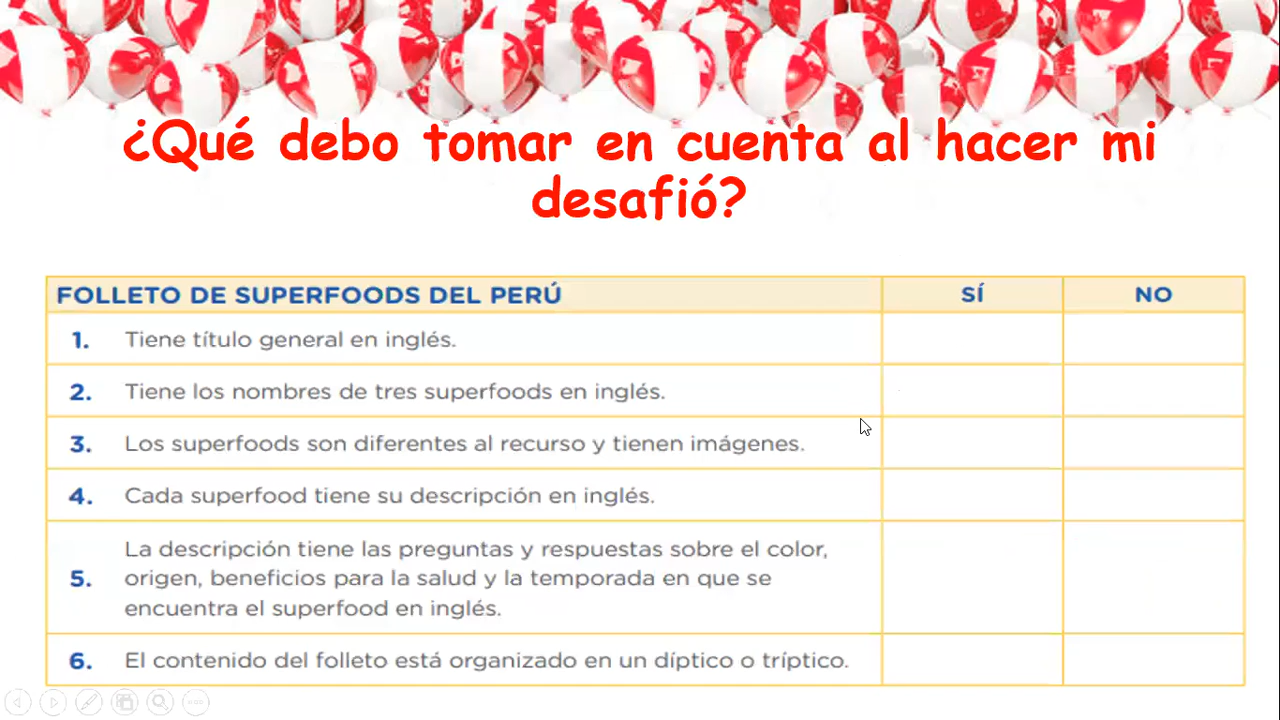 ¿Qué debo tomar en cuenta al hacer mi
desafió?
FOLLETO DE SUPERFOODS DEL PERÚ SÍ NO
1. Tiene título general en inglés.
2. Tiene los nombres de tres superfoods en inglés.
3. Los superfoods son diferentes al recurso y tienen imágenes.
4. Cada superfood tiene su descripción en inglés.
5. La descripción tiene las preguntas y respuestas sobre el color,
origen, beneficios para la salud y la temporada en que se
encuentra el superfood en inglés.
6. El contenido del folleto está organizado en un díptico o tríptico.